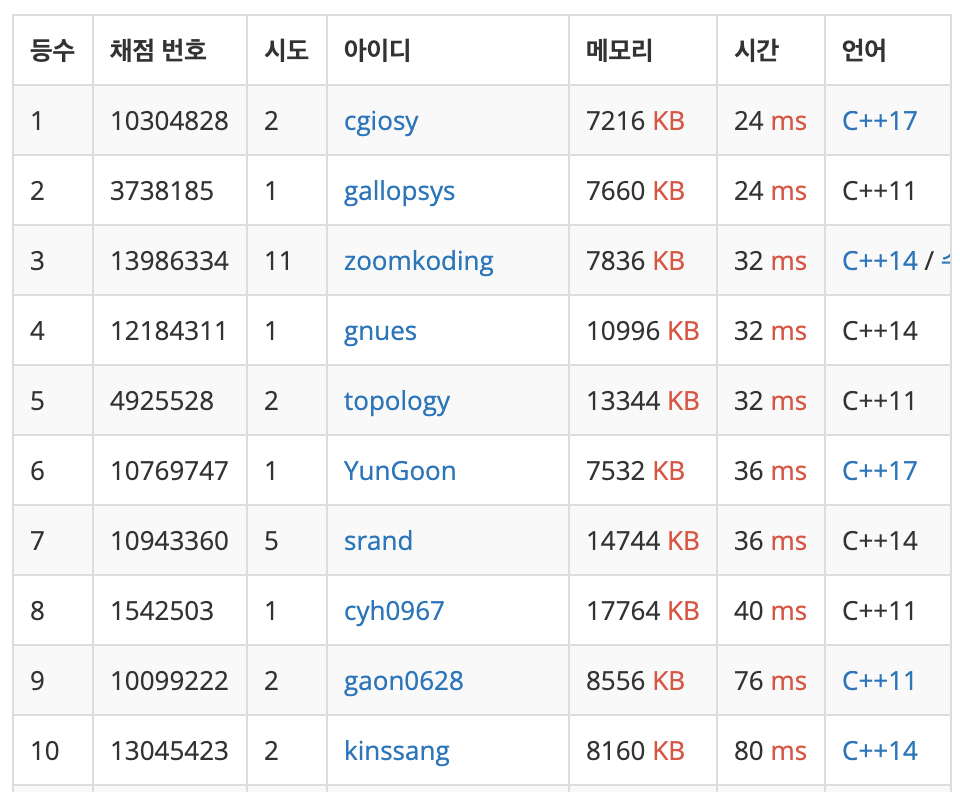 등수 채점 번호 시도 아이디 메모리 시간 언어
1 10304828 2 cgiosy 7216 KB 24 ms C++17
2 3738185 1 gallopsys 7660 KB 24 ms C++11
3 13986334 11 zoomkoding 7836 KB 32 ms C++14 /
4 12184311 1 gnues 10996 KB 32 ms C++14
5 4925528 2 topology 13344 KB 32 ms C++11
6 10769747 1 YunGoon 7532 KB 36 ms C++17
7 10943360 5 srand 14744 KB 36 ms C++14
8 1542503 1 cyh0967 17764 KB 40 ms C++11
9 10099222 2 gaon0628 8556 KB 76 ms C++11
10 13045423 2 kinssang 8160 KB 80 ms C++14